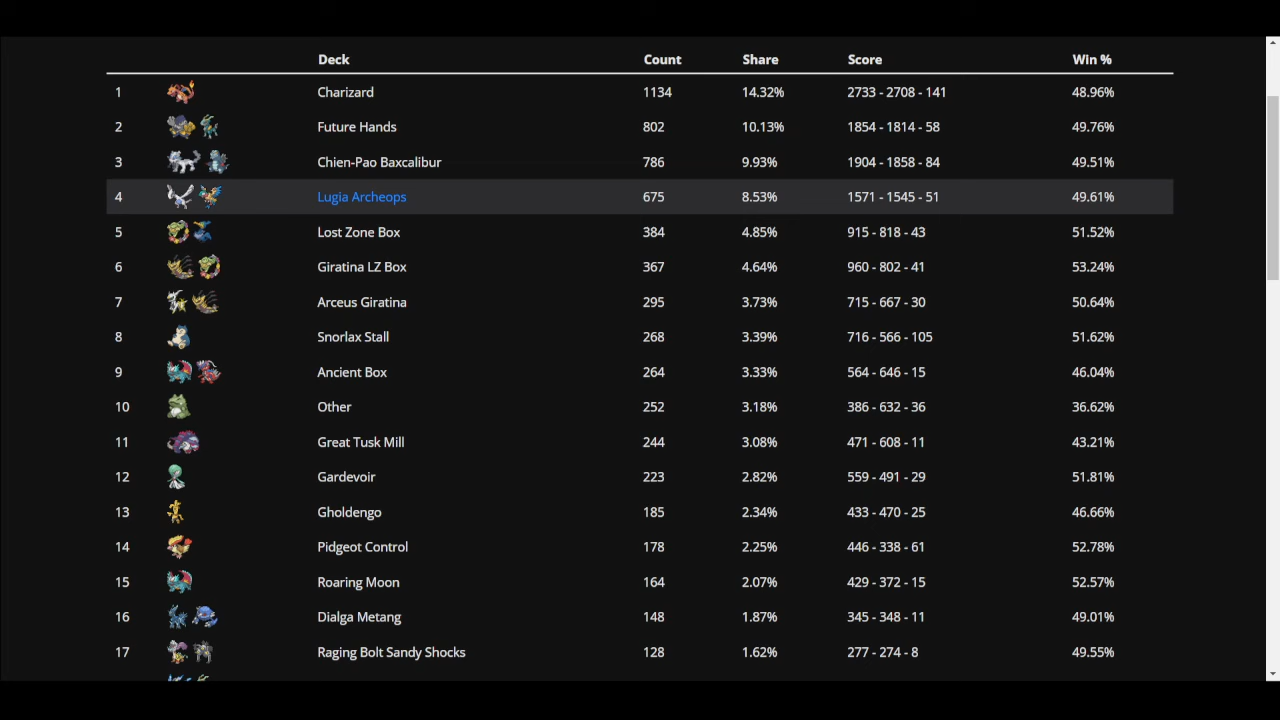 Deck Count Share Score Win %
1 Charizard 1134 14.32% 2733 - 2708 - 141 48.96%
2 Future Hands 802 10.13% 1854 - 1814 - 58 49.76%
3 Chien-Pao Baxcalibur 786 9.93% 1904 - 1858 - 84 49.51%
4 Lugia Archeops 675 8.53% 1571 - 1545 - 51 49.61%
5 Lost Zone Box 384 4.85% 915 - 818 - 43 51.52%
6 Giratina LZ Box 367 4.64% 960 - 802 - 41 53.24%
7 Arceus Giratina 295 3.73% 715 - 667 - 30 50.64%
8 Snorlax Stall 268 3.39% 716 - 566 - 105 51.62%
9 Ancient Box 264 3.33% 564 - 646 - 15 46.04%
10 Other 252 3.18% 386 - 632 - 36 36.62%
11 Great Tusk Mill 244 3.08% 471 - 608 - 11 43.21%
12 Gardevoir 223 2.82% 559 - 491 - 29 51.81%
13 Gholdengo 185 2.34% 433 - 470 - 25 46.66%
14 Pidgeot Control 178 2.25% 446 - 338 - 61 52.78%
15 Roaring Moon 164 2.07% 429 - 372 - 15 52.57%
16 Dialga Metang 148 1.87% 345 - 348 - 11 49.01%
17 Raging Bolt Sandy Shocks 128 1.62% 277 - 274 - 8 49.55%